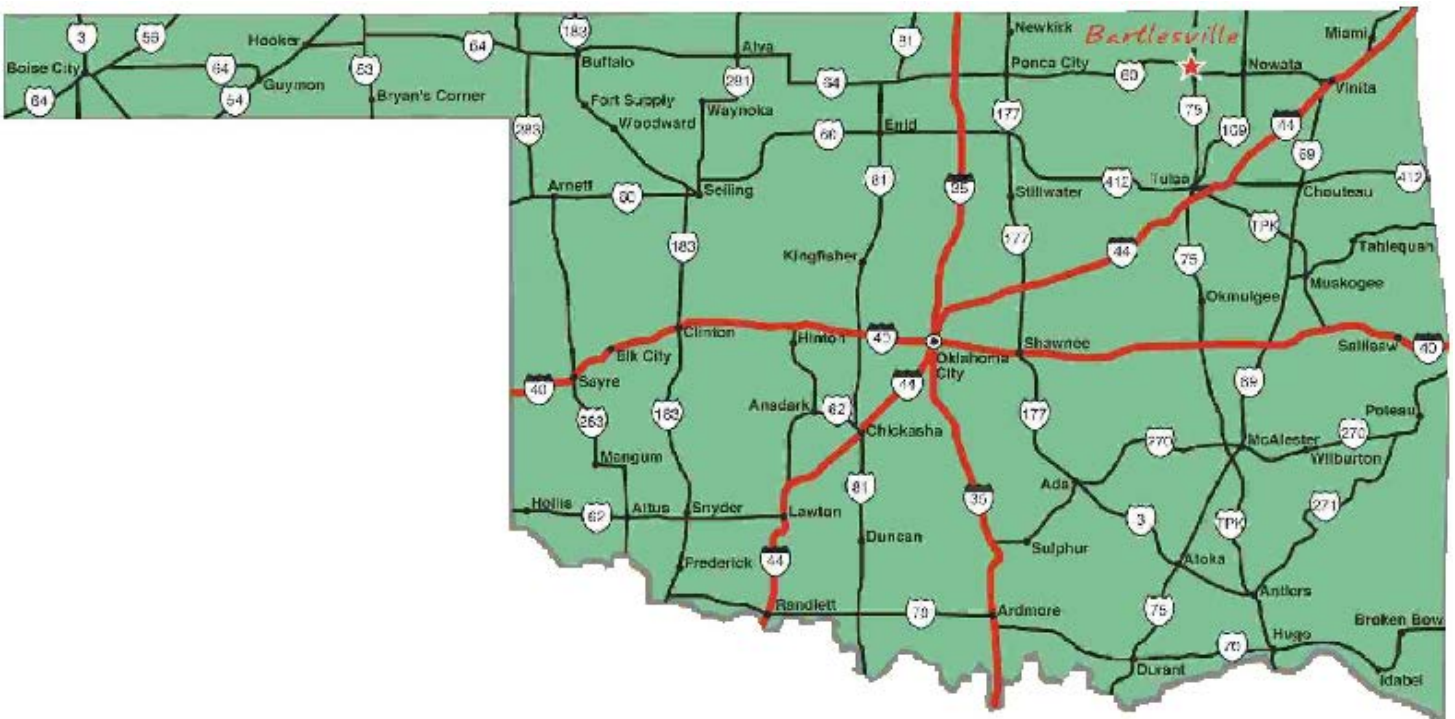 3
56
183
81
Newkirk
Bartlesville
Miami
Hooker
64
Alva
Boise City
64
Guymon
83
Buffalo
281
64
Ponca City
60
Nowata
Vinita
64
54
Bryan's Corner
Fort Supply
Waynoka
177
75
169
44
283
Woodward
60
Enid
69
Arnett
60
Seiling
81
35
Stillwater
412
Tulsa
Chouteau
412
183
Kingfisher
177
44
75
TPK
Tahlequah
Muskogee
Okmulgee
Clinton
Hinton
40
Oklahoma
City
Shawnee
Sallisaw
40
Elk City
Sayre
40
44
69
283
183
Anadark
62
Chickasha
177
Poteau
270
McAlester
270
Wilburton
Mangum
Hollis
62
Altus
Snyder
Lawton
81
35
Ada
3
TPK
271
Duncan
Sulphur
Frederick
44
Atoka
Antlers
Randlett
70
Ardmore
75
Broken Bow
Hugo
70
Durant
Idabel